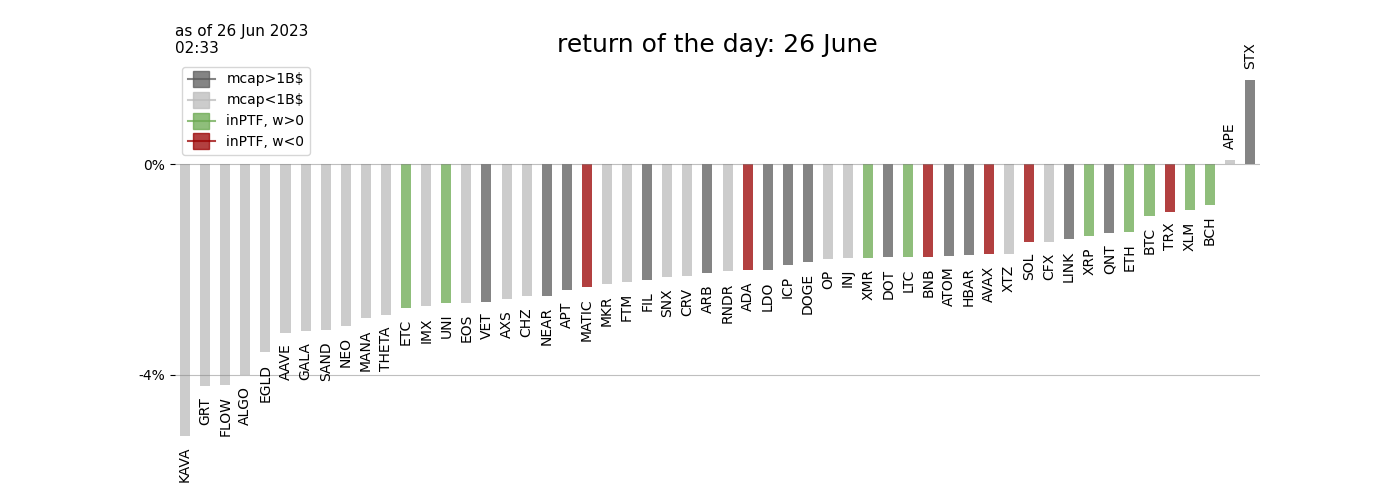 as of 26 Jun 2023
02:33
return of the day: 26 June
mcap>1B$
mcap<1B$
inPTF, w>0
inPTF, w<0
0%
-4%
KAVA
GRT
FLOW
ALGO
EGLD
AAVE
GALA
SAND
NEO
MANA
THETA
ETC
IMX
UNI
EOS
VET
AXS
CHZ
NEAR
APT
MATIC
MKR
FTM
FIL
SNX
CRV
ARB
RNDR
ADA
LDO
ICP
DOGE
OP
INJ
XMR
DOT
LTC
BNB
ATOM
HBAR
AVAX
XTZ
SOL
CFX
LINK
XRP
QNT
ETH
BTC
TRX
XLM
BCH
APE
STX